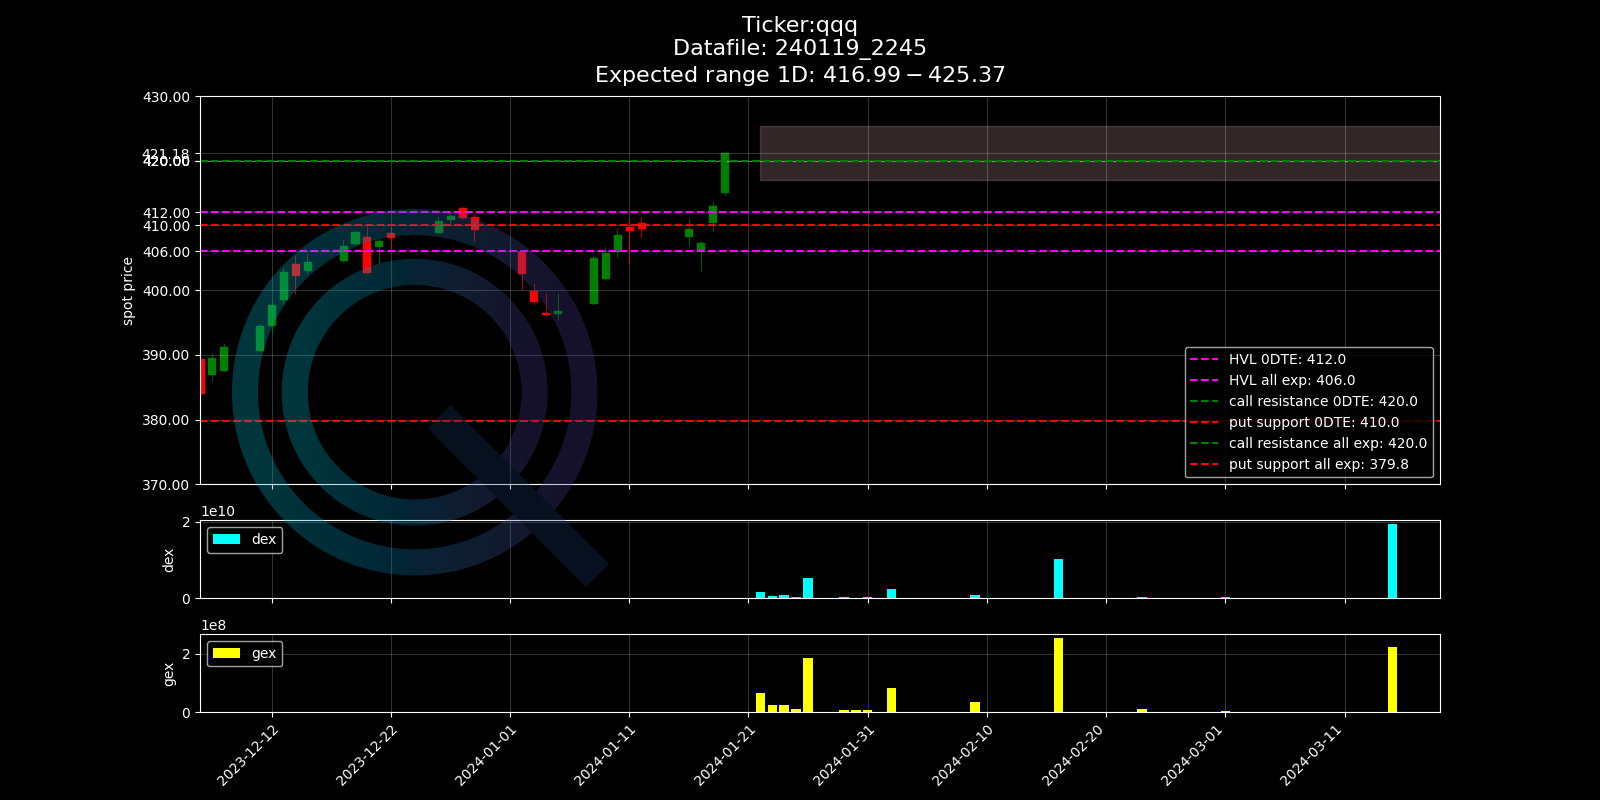 Ticker:qqq
Datafile: 240119_2245
Expected range 1D: 416.99 − 425.37
430.00
421.18
420.00
412.00
410.00
406.00
400.00
390.00
380.00
370.00
spot price
HVL 0DTE: 412.0
HVL all exp: 406.0
call resistance 0DTE: 420.0
put support 0DTE: 410.0
call resistance all exp: 420.0
put support all exp: 379.8
1e10
2
0
dex
dex
1e8
2
0
gex
gex
2023-12-12
2023-12-22
2024-01-01
2024-01-11
2024-01-21
2024-01-31
2024-02-10
2024-02-20
2024-03-01
2024-03-11